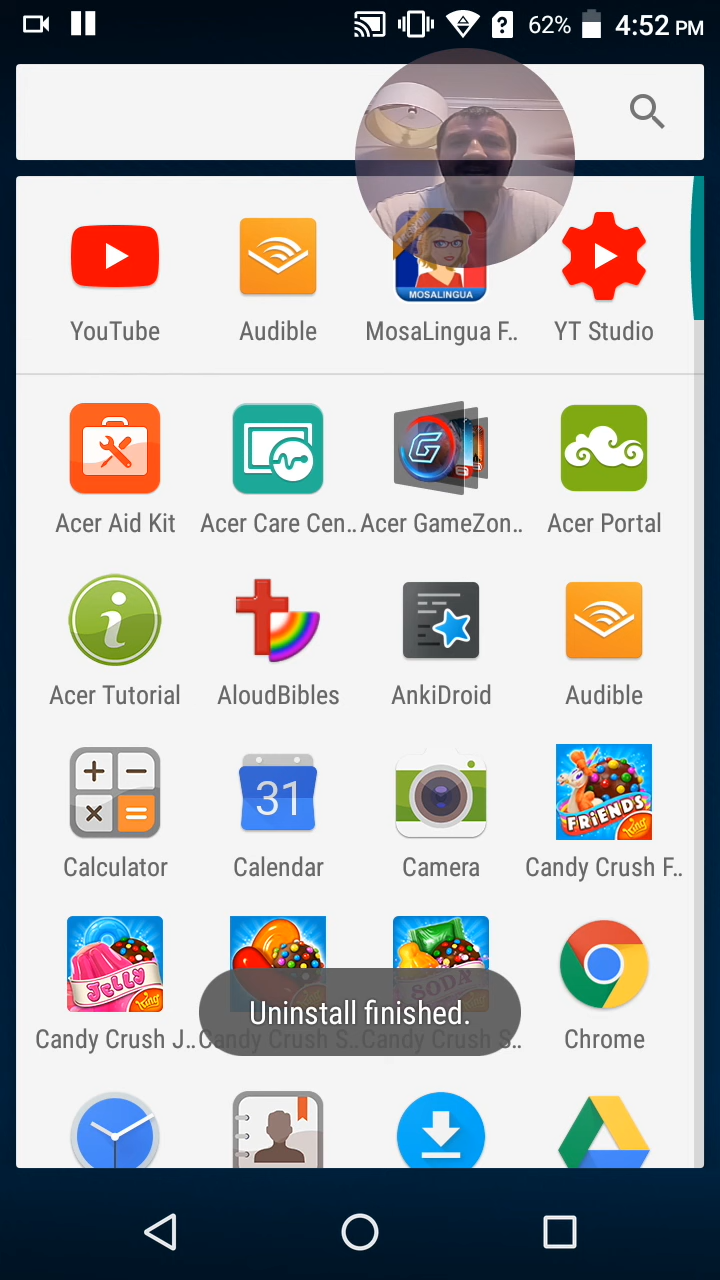 62% 4:52 PM
YouTube Audible MosaLingua F.. YT Studio
MOSALINGUA
Acer Aid Kit Acer Care Cen.. Acer GameZon.. Acer Portal
Acer Tutorial AloudBibles AnkiDroid Audible
31
FRiENDS
King
Calculator Calendar Camera Candy Crush F..
JeLLy
King
SODA
Uninstall finished.
Candy Crush J.. Candy Crush S.. Candy Crush S.. Chrome